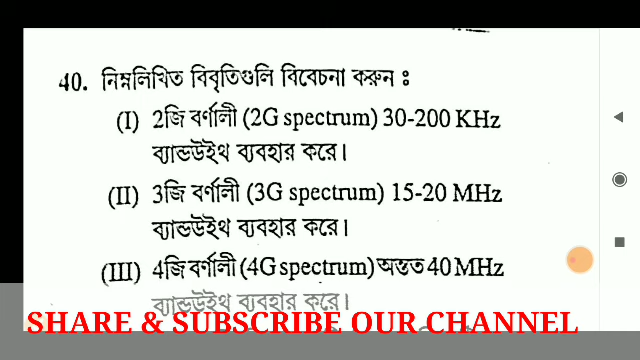 40. নিম্নলিখিত বিবৃতিগুলি বিবেচনা করুন ঃ
(I) 2জি বর্ণালী (2G spectrum) 30-200 KHz
ব্যান্ডউইথ ব্যবহার করে।
(II) 3জি বর্ণালী (3G spectrum) 15-20 MHz
ব্যান্ডউইথ ব্যবহার করে।
(III) 4জি বর্ণালী (4G spectrum) অন্তত 40 MHz
ব্যান্ডউইথ ব্যবহার করে।
SHARE & SUBSCRIBE OUR CHANNEL